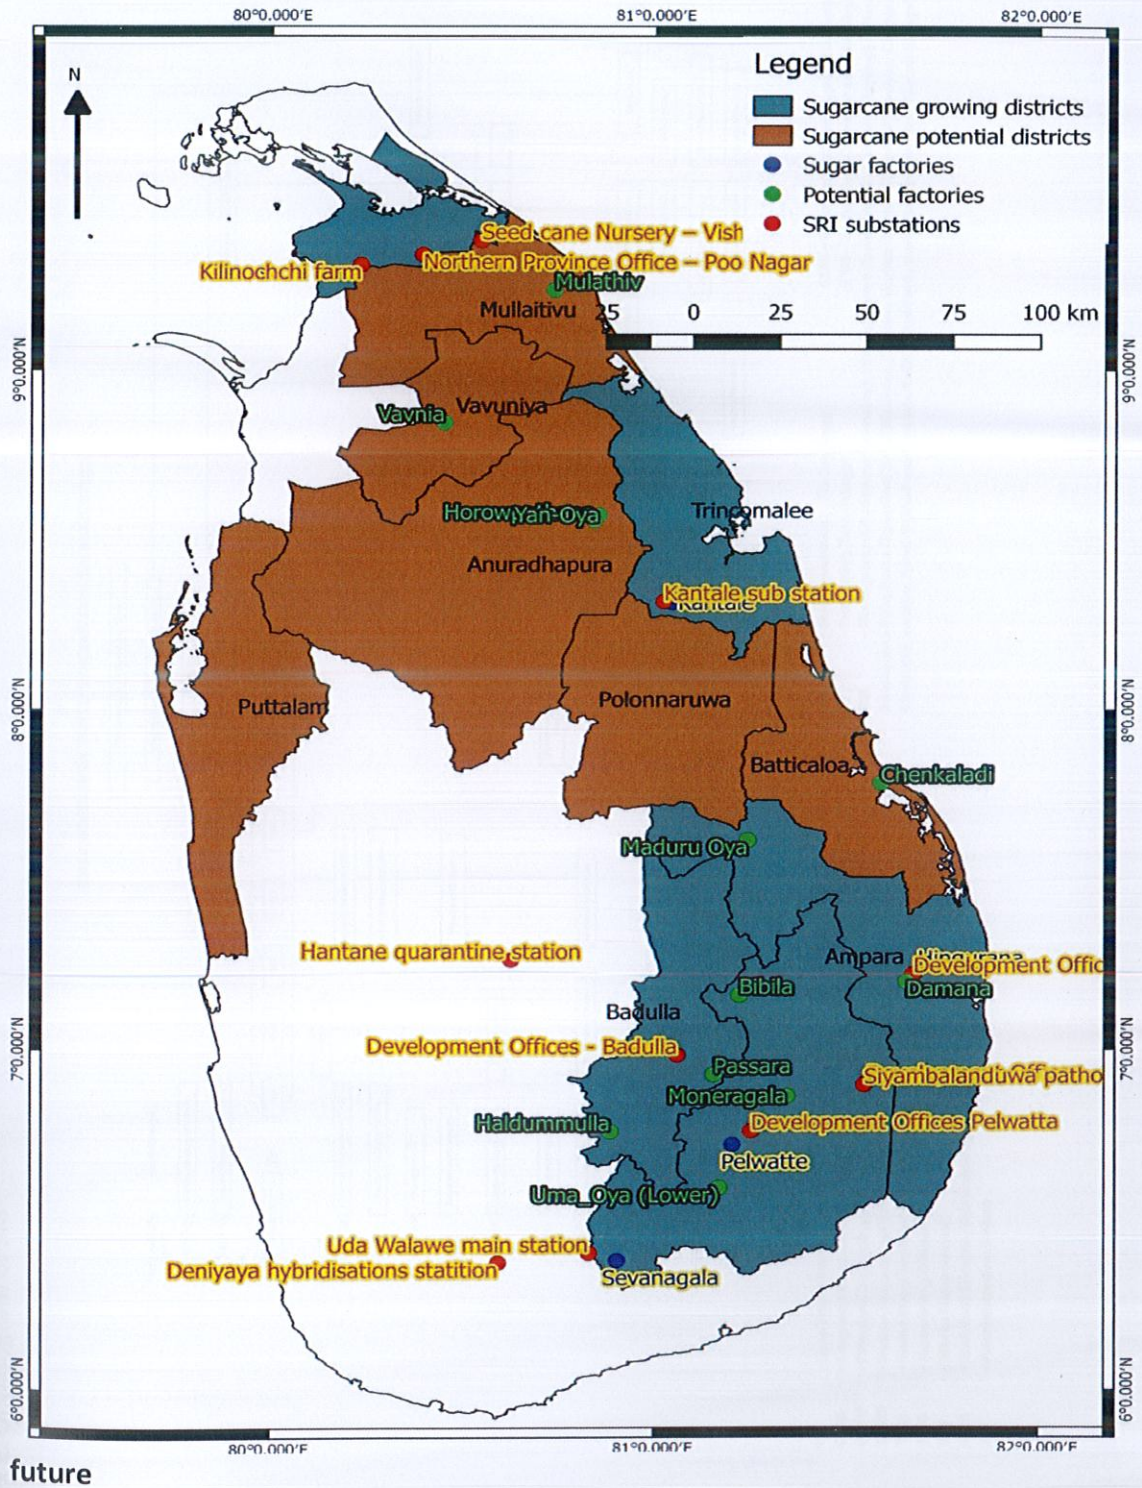 80°0.000'E
81°0.000'E
82°0.000'E
N
Legend
Sugarcane growing districts
Sugarcane potential districts
Sugar factories
Potential factories
SRI substations
Seed cane Nursery – Vish
Northern Province Office – Poo Nagar
Kilinochchi farm
Mulathiv
Mullaitivu
25 0 25 50 75 100 km
9°0.000'N
9°0.000'N
Vavuniya
Vavnia
Trincomalee
Yan-Oya
Anuradhapura
Kantale sub station
Kantale
8°0.000'N
8°0.000'N
Polonnaruwa
Puttalam
Batticaloa
Chenkaladi
Maduru Oya
Hantane quarantine station
Ampara
Hingurana
Development Offic
Damana
Bibila
Badulla
7°0.000'N
7°0.000'N
Development Offices - Badulla
Passara
Siyambalanduwa
patho
Moneragala
Haldummulla
Development Offices Pelwatta
Pelwatte
Uma_Oya (Lower)
Uda Walawe main station
Deniyaya hybridisations statition
Sevanagala
6°0.000'N
6°0.000'N
80°0.000'E
81°0.000'E
82°0.000'E
future